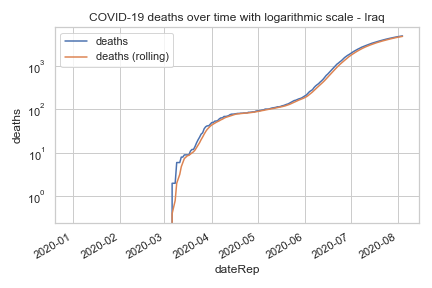 COVID-19 deaths over time with logarithmic scale - Iraq
deaths
deaths (rolling)
deaths
10³
10²
10¹
10⁰
2020-01
2020-02
2020-03
2020-04
2020-05
2020-06
2020-07
2020-08
dateRep